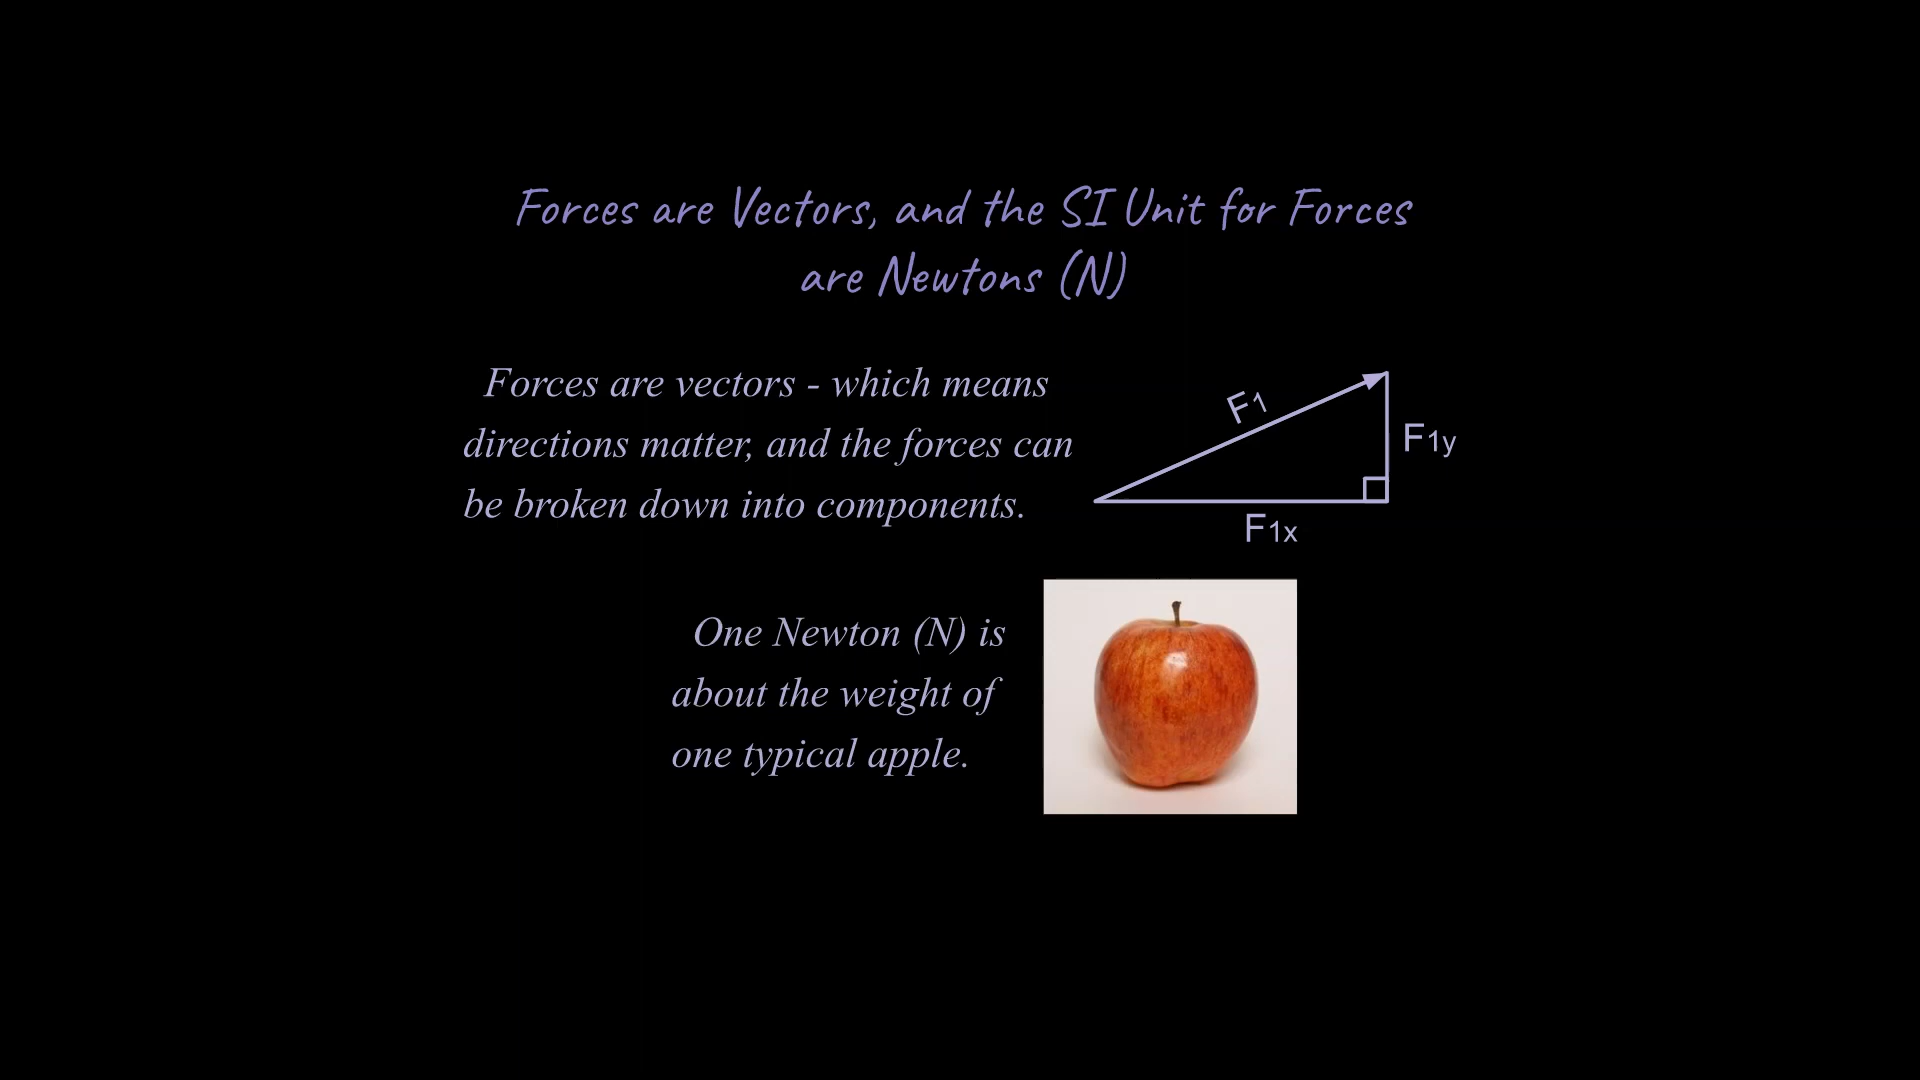 Forces are Vectors, and the SI Unit for Forces
are Newtons (N)
Forces are vectors - which means
directions matter, and the forces can
be broken down into components.
F1
F1y
F1x
One Newton (N) is
about the weight of
one typical apple.